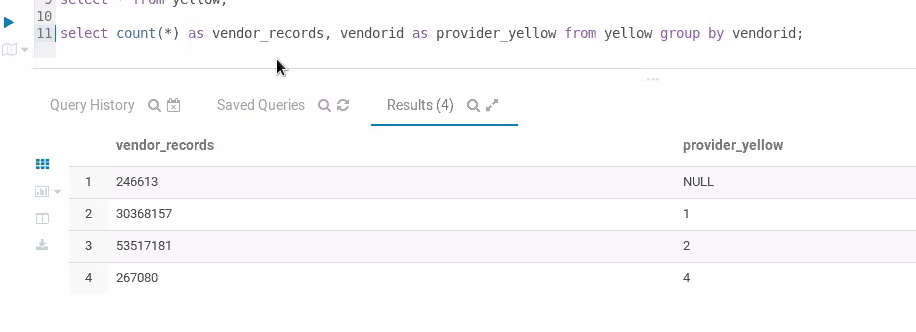 9 select * from yellow;
10
11 select count(*) as vendor_records, vendorid as provider_yellow from yellow group by vendorid;
Query History Saved Queries Results (4)
vendor_records provider_yellow
1 246613 NULL
2 30368157 1
3 53517181 2
4 267080 4